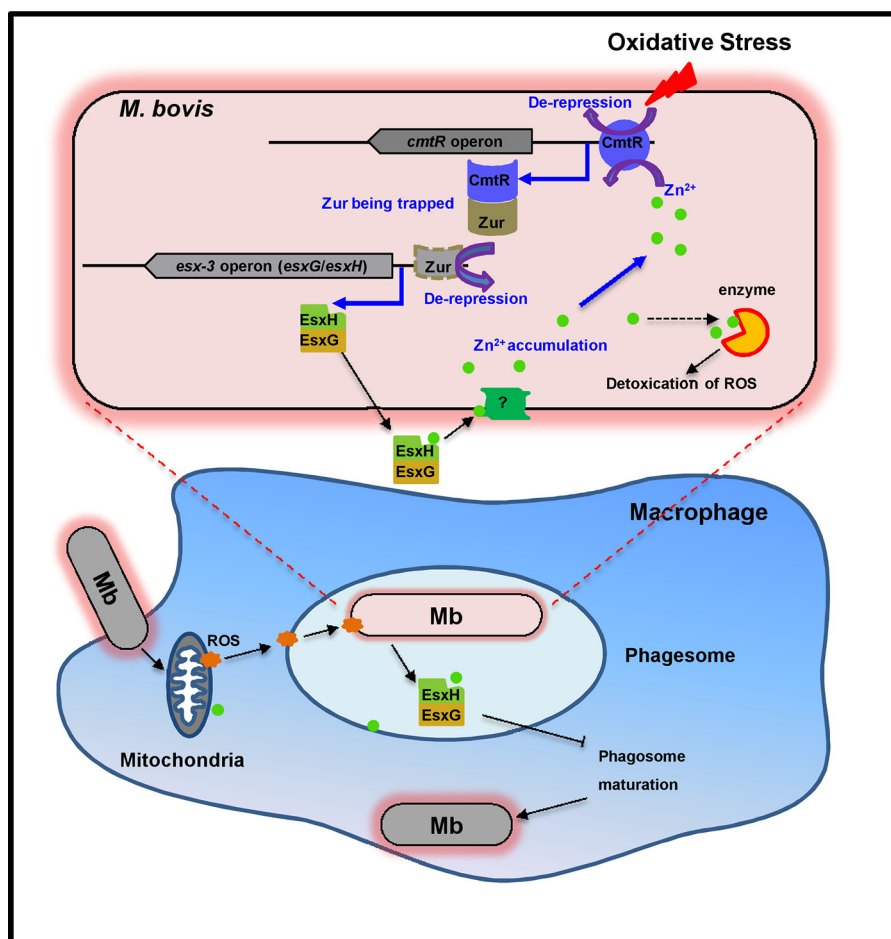 Oxidative Stress
M. bovis
De-repression
cmtR operon
CmtR
CmtR
Zn2+
Zur being trapped
Zur
esx-3 operon (esxG/esxH)
Zur
De-repression
enzyme
EsxH
EsxG
Zn2+ accumulation
Detoxication of ROS
?
EsxH
EsxG
Macrophage
Mb
Mb
ROS
Phagesome
EsxH
EsxG
Mitochondria
Phagosome
maturation
Mb